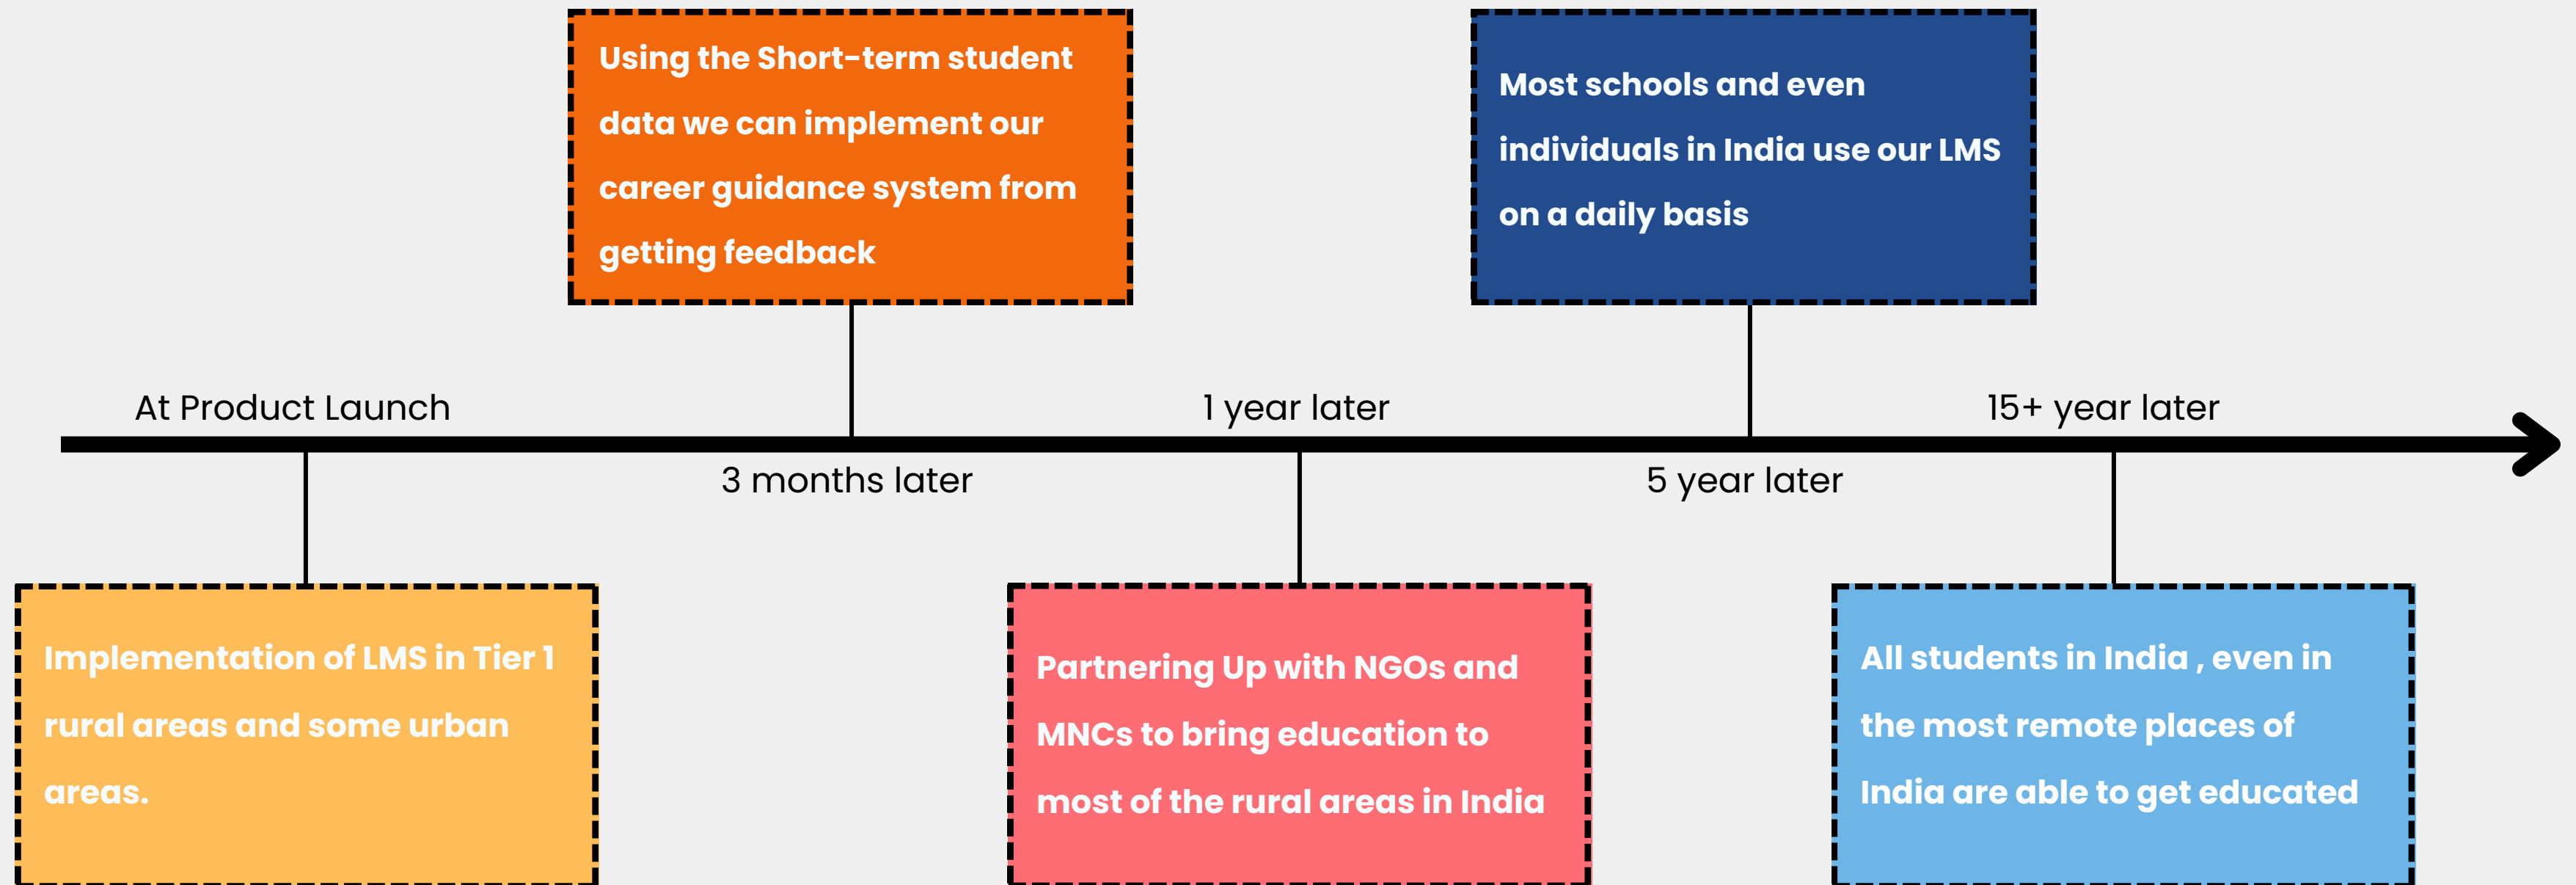 Using the Short-term student
data we can implement our
career guidance system from
getting feedback
Most schools and even
individuals in India use our LMS
on a daily basis
At Product Launch
1 year later
15+ year later
3 months later
5 year later
Implementation of LMS in Tier 1
rural areas and some urban
areas.
Partnering Up with NGOs and
MNCs to bring education to
most of the rural areas in India
All students in India , even in
the most remote places of
India are able to get educated